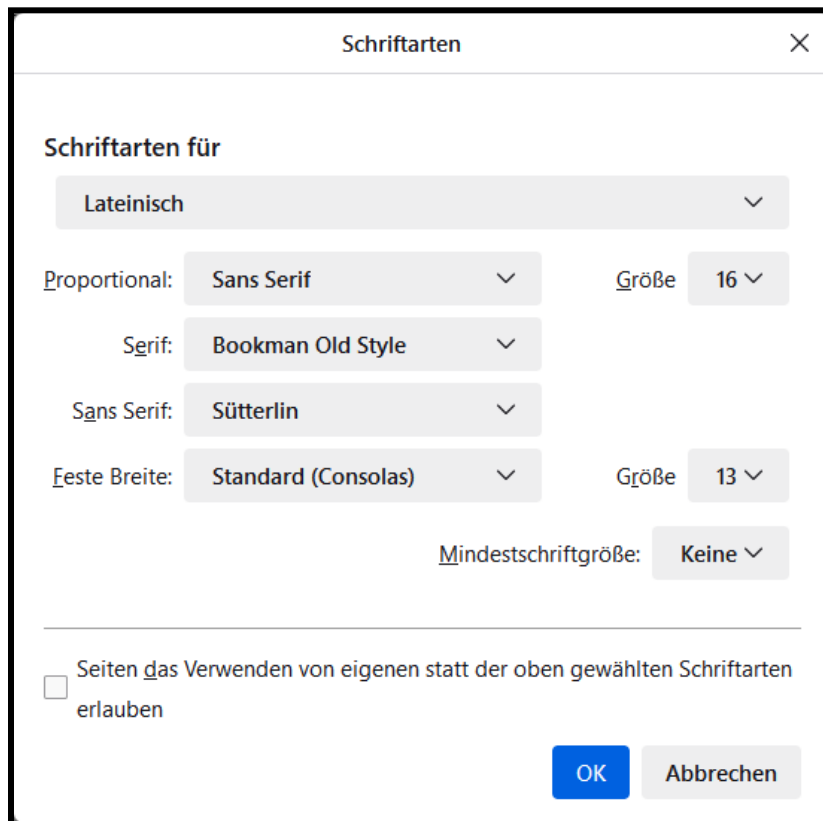 Schriftarten
Schriftarten für
Lateinisch
Proportional: Sans Serif Größe 16
Serif: Bookman Old Style
Sans Serif: Sütterlin
Feste Breite: Standard (Consolas) Größe 13
Mindestschriftgröße: Keine
Seiten das Verwenden von eigenen statt der oben gewählten Schriftarten
erlauben
OK Abbrechen